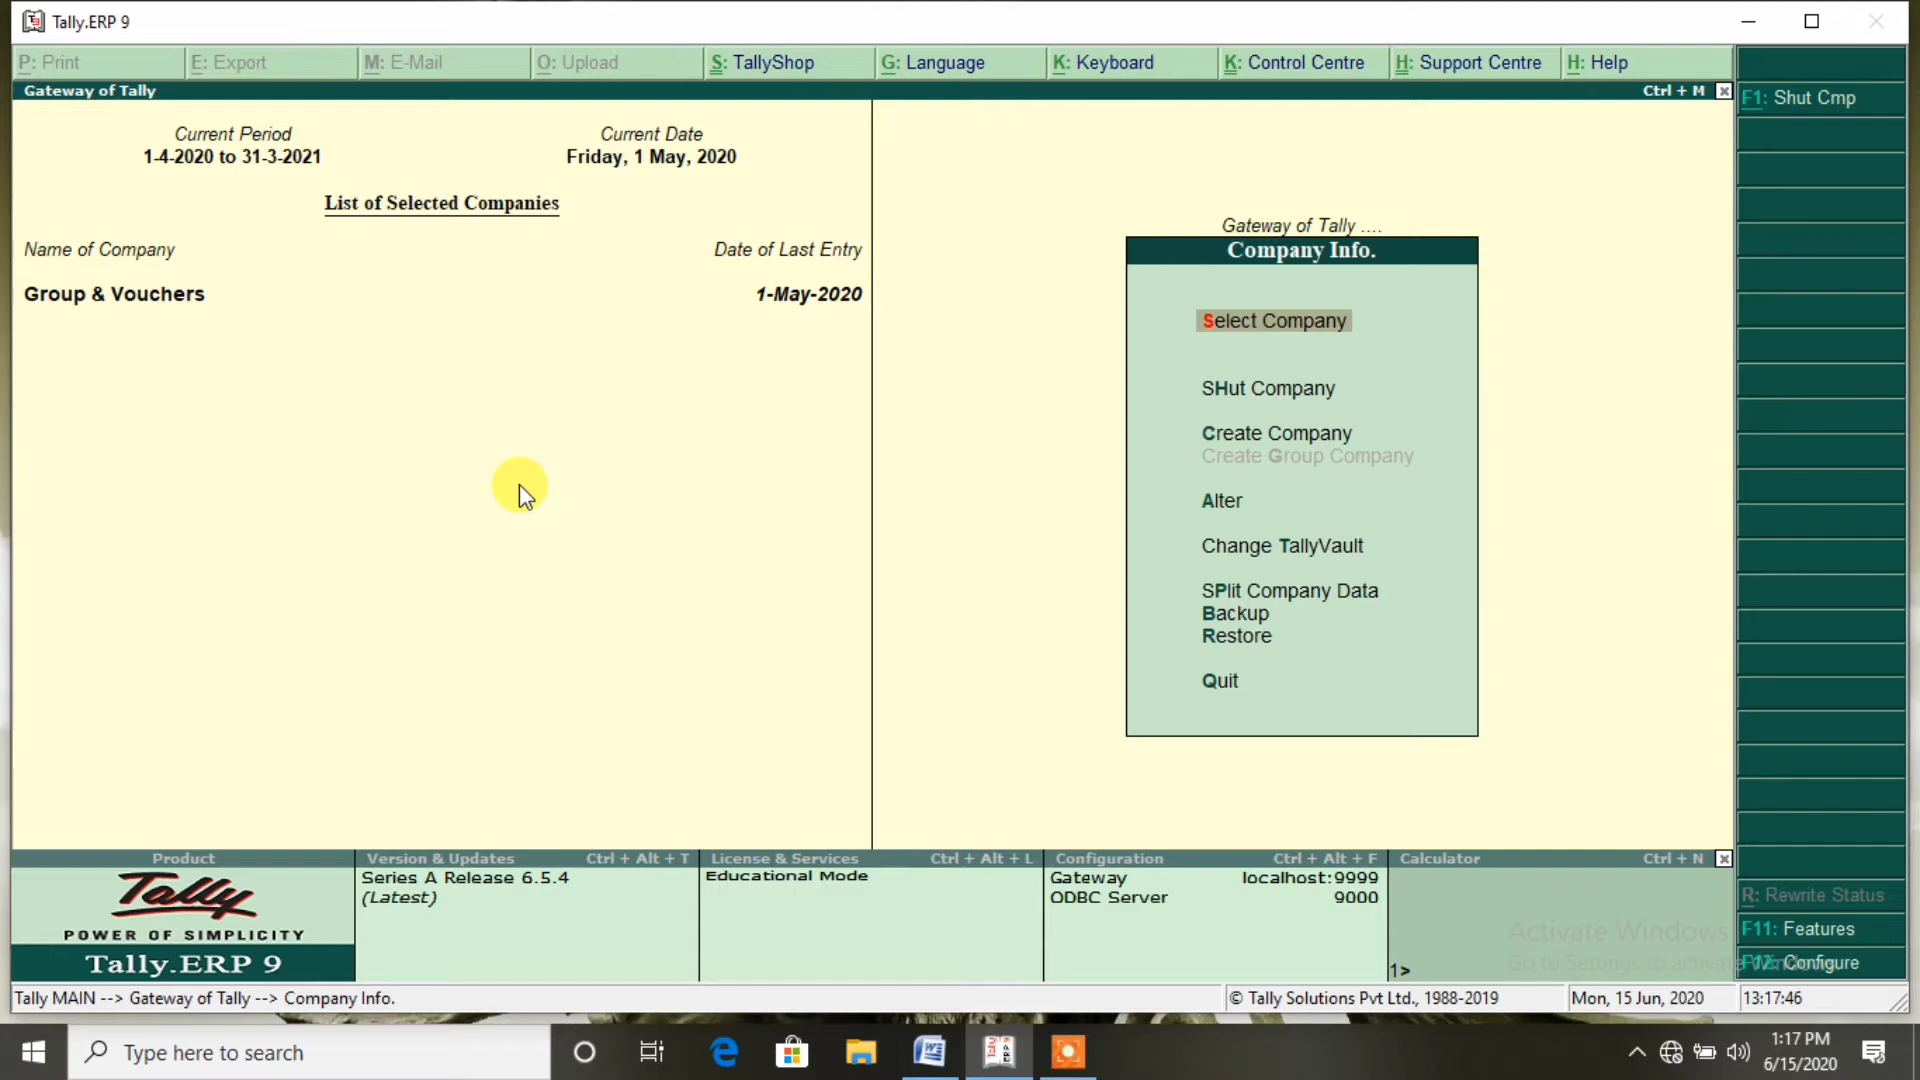 Tally.ERP 9
P: Print
E: Export
M: E-Mail
O: Upload
S: TallyShop
G: Language
K: Keyboard
K: Control Centre
H: Support Centre
H: Help
Gateway of Tally
Ctrl + M
F1: Shut Cmp
Current Period
1-4-2020 to 31-3-2021
Current Date
Friday, 1 May, 2020
List of Selected Companies
Name of Company
Date of Last Entry
Group & Vouchers
1-May-2020
Gateway of Tally ....
Company Info.
Select Company
SHut Company
Create Company
Create Group Company
Alter
Change TallyVault
SPlit Company Data
Backup
Restore
Quit
Product
Tally
POWER OF SIMPLICITY
Tally.ERP 9
Version & Updates
Ctrl + Alt + T
Series A Release 6.5.4
(Latest)
License & Services
Ctrl + Alt + L
Educational Mode
Configuration
Ctrl + Alt + F
Gateway
localhost:9999
ODBC Server
9000
Calculator
Ctrl + N
1>
Activate Windows
Go to Settings to activate Windows.
R: Rewrite Status
F11: Features
F12: Configure
Tally MAIN --> Gateway of Tally --> Company Info.
© Tally Solutions Pvt Ltd., 1988-2019
Mon, 15 Jun, 2020
13:17:46
Type here to search
1:17 PM
6/15/2020